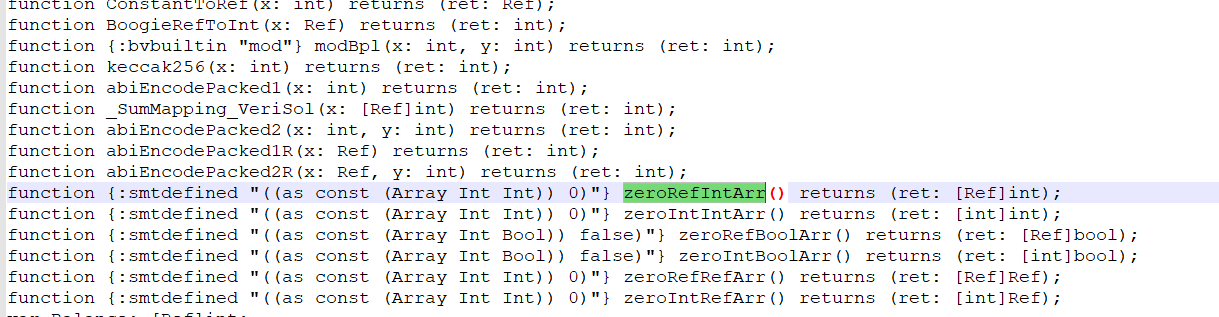 function ConstantToRef(x: int) returns (ret: Ref);
function BoogieRefToInt(x: Ref) returns (ret: int);
function {:bvbuiltin "mod"} modBpl(x: int, y: int) returns (ret: int);
function keccak256(x: int) returns (ret: int);
function abiEncodePacked1(x: int) returns (ret: int);
function _SumMapping_VeriSol(x: [Ref]int) returns (ret: int);
function abiEncodePacked2(x: int, y: int) returns (ret: int);
function abiEncodePacked1R(x: Ref) returns (ret: int);
function abiEncodePacked2R(x: Ref, y: int) returns (ret: int);
function {:smtdefined "((as const (Array Int Int)) 0)"} zeroRefIntArr() returns (ret: [Ref]int);
function {:smtdefined "((as const (Array Int Int)) 0)"} zeroIntIntArr() returns (ret: [int]int);
function {:smtdefined "((as const (Array Int Bool)) false)"} zeroRefBoolArr() returns (ret: [Ref]bool);
function {:smtdefined "((as const (Array Int Bool)) false)"} zeroIntBoolArr() returns (ret: [int]bool);
function {:smtdefined "((as const (Array Int Int)) 0)"} zeroRefRefArr() returns (ret: [Ref]Ref);
function {:smtdefined "((as const (Array Int Int)) 0)"} zeroIntRefArr() returns (ret: [int]Ref);
var Balance: [Ref]int;